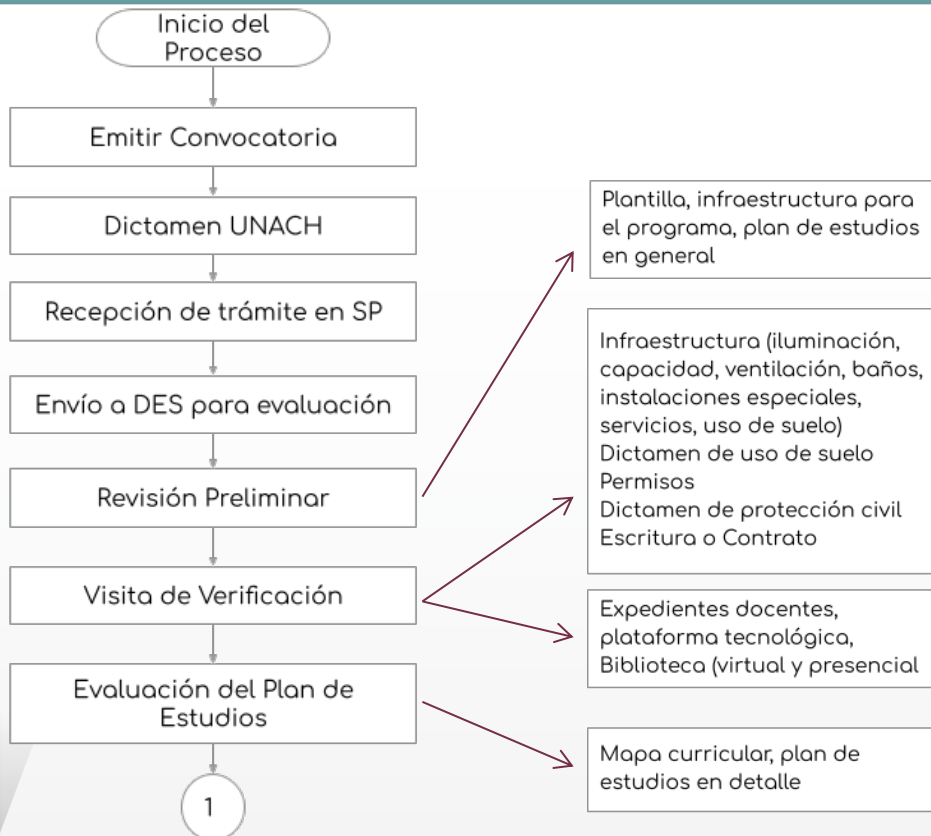 Inicio del
Proceso
Emitir Convocatoria
Dictamen UNACH
Recepción de trámite en SP
Envío a DES para evaluación
Revisión Preliminar
Visita de Verificación
Evaluación del Plan de
Estudios
1
Plantilla, infraestructura para
el programa, plan de estudios
en general
Infraestructura (iluminación,
capacidad, ventilación, baños,
instalaciones especiales,
servicios, uso de suelo)
Dictamen de uso de suelo
Permisos
Dictamen de protección civil
Escritura o Contrato
Expedientes docentes,
plataforma tecnológica,
Biblioteca (virtual y presencial
Mapa curricular, plan de
estudios en detalle